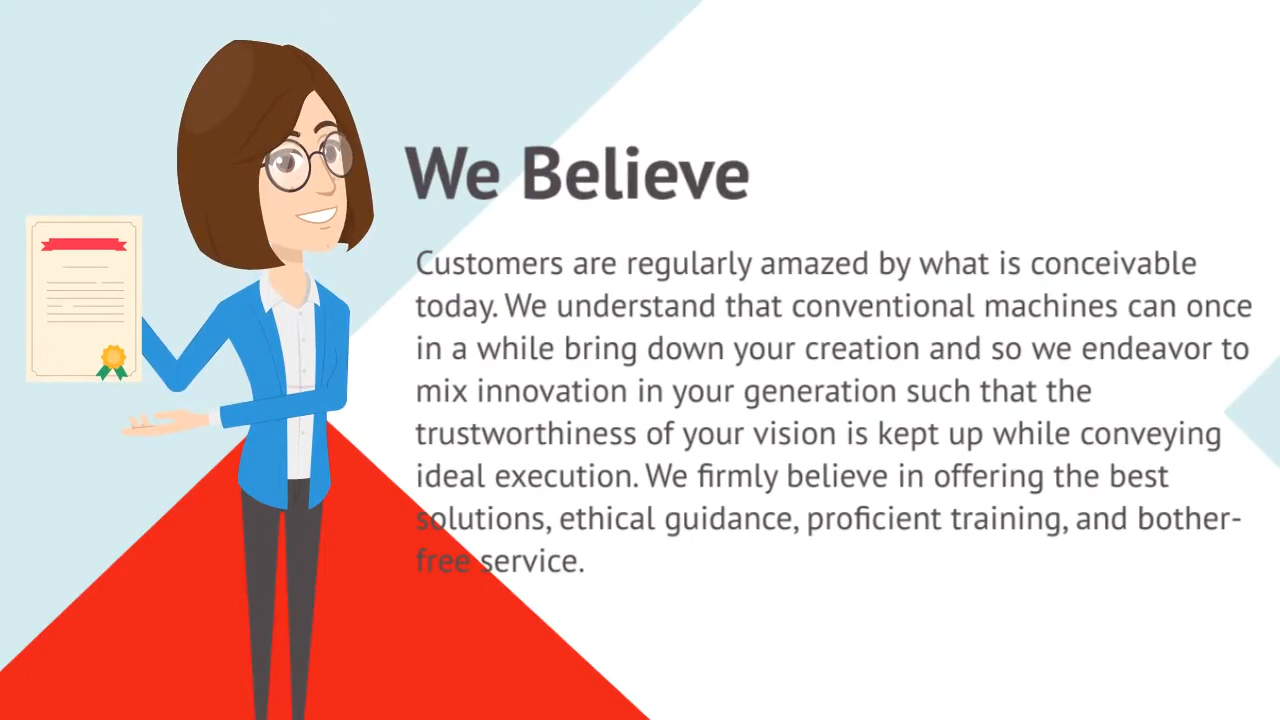 We Believe
Customers are regularly amazed by what is conceivable
today. We understand that conventional machines can once
in a while bring down your creation and so we endeavor to
mix innovation in your generation such that the
trustworthiness of your vision is kept up while conveying
ideal execution. We firmly believe in offering the best
solutions, ethical guidance, proficient training, and bother-
free service.